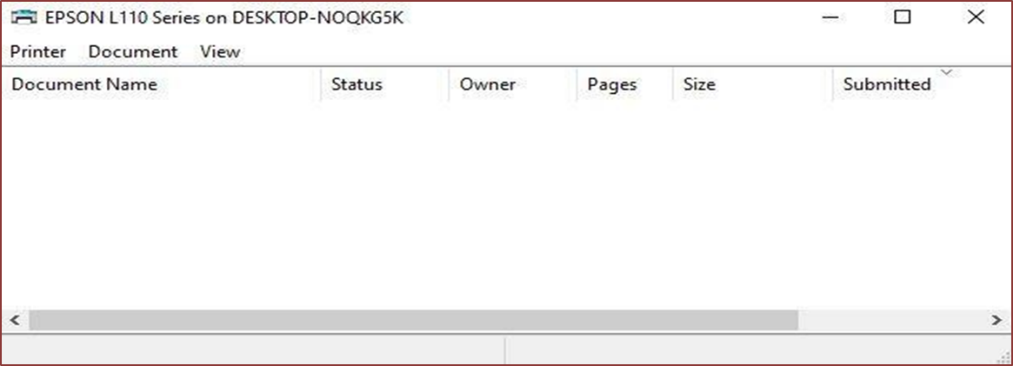 EPSON L110 Series on DESKTOP-NOQKG5K
Printer Document View
Document Name Status Owner Pages Size Submitted